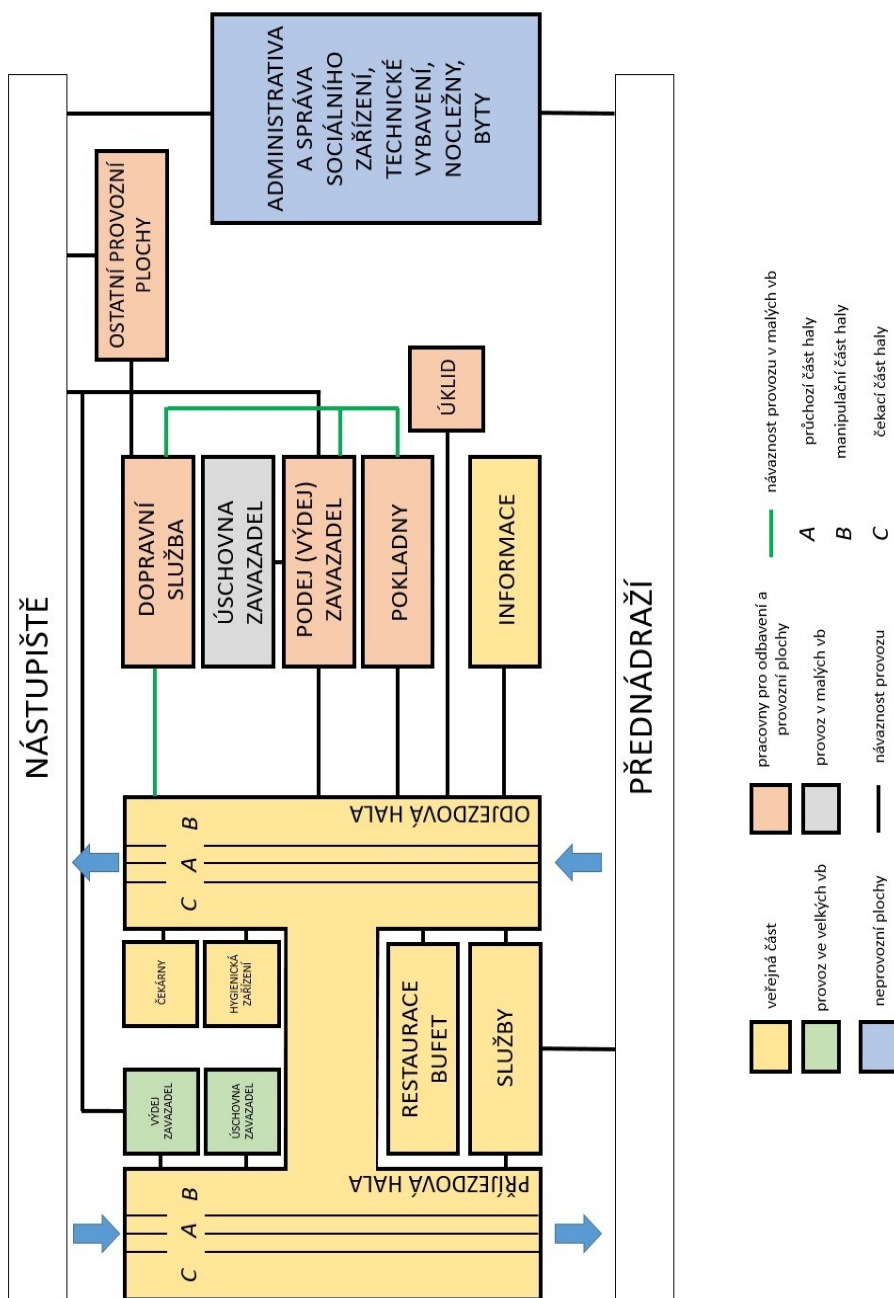 NÁSTUPIŠTĚ
C A B
PŘÍJEZDOVÁ HALA
VÝDEJ
ZAVAZADEL
ÚSCHOVNA
ZAVAZADEL
ČEKÁRNY
HYGIENICKÁ
ZAŘÍZENÍ
RESTAURACE
BUFET
SLUŽBY
C A B
ODJEZDOVÁ HALA
DOPRAVNÍ
SLUŽBA
ÚSCHOVNA
ZAVAZADEL
PODEJ (VÝDEJ)
ZAVAZADEL
POKLADNY
INFORMACE
ÚKLID
OSTATNÍ PROVOZNÍ
PLOCHY
ADMINISTRATIVA
A SPRÁVA
SOCIÁLNÍHO
ZAŘÍZENÍ,
TECHNICKÉ
VYBAVENÍ,
NOCLEŽNY,
BYTY
PŘEDNÁDRAŽÍ
veřejná část
provoz ve velkých vb
neprovozní plochy
pracovny pro odbavení a
provozní plochy
provoz v malých vb
návaznost provozu
návaznost provozu v malých vb
A průchozí část haly
B manipulační část haly
C čekací část haly